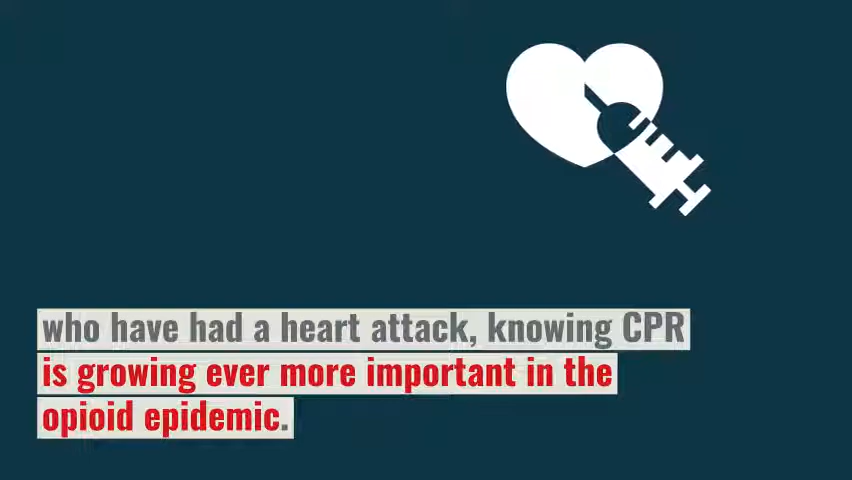 who have had a heart attack, knowing CPR
is growing ever more important in the
opioid epidemic.